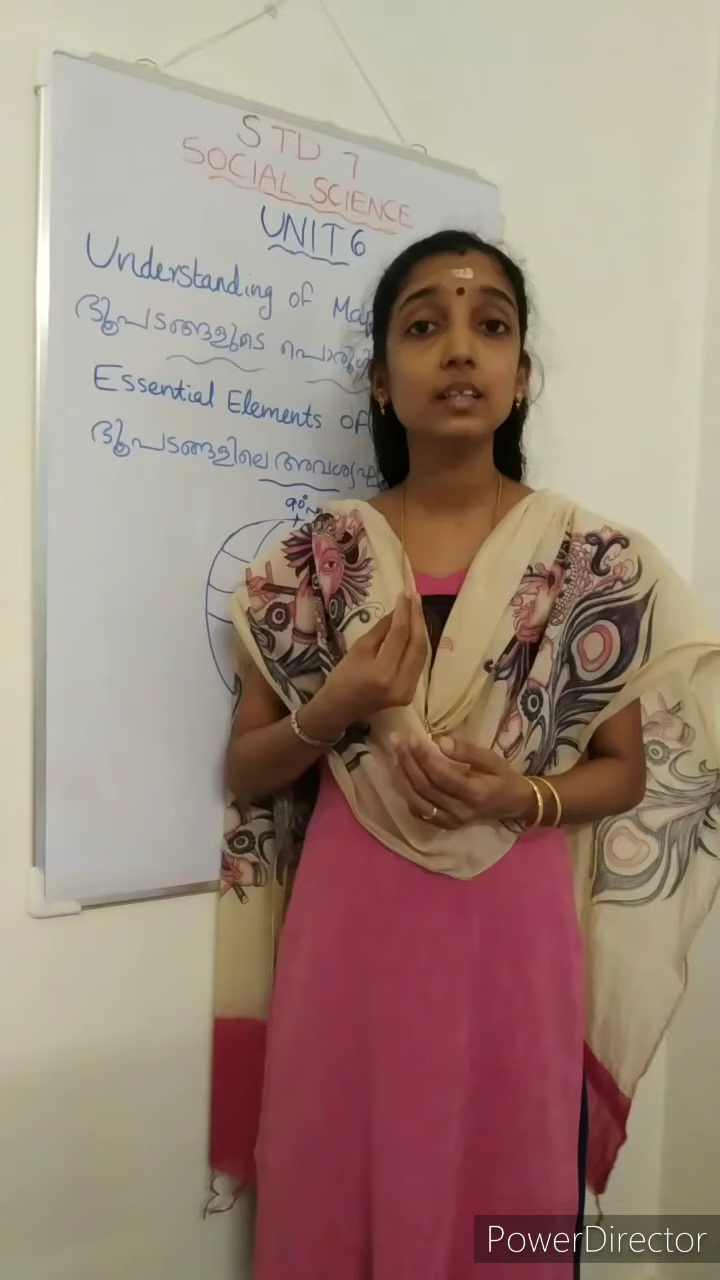 STD 7
SOCIAL SCIENCE
UNIT 6
Understanding of
ഭൂപടങ്ങളുടെ
Essential Elements of
ഭൂപടങ്ങളിലെ
PowerDirector